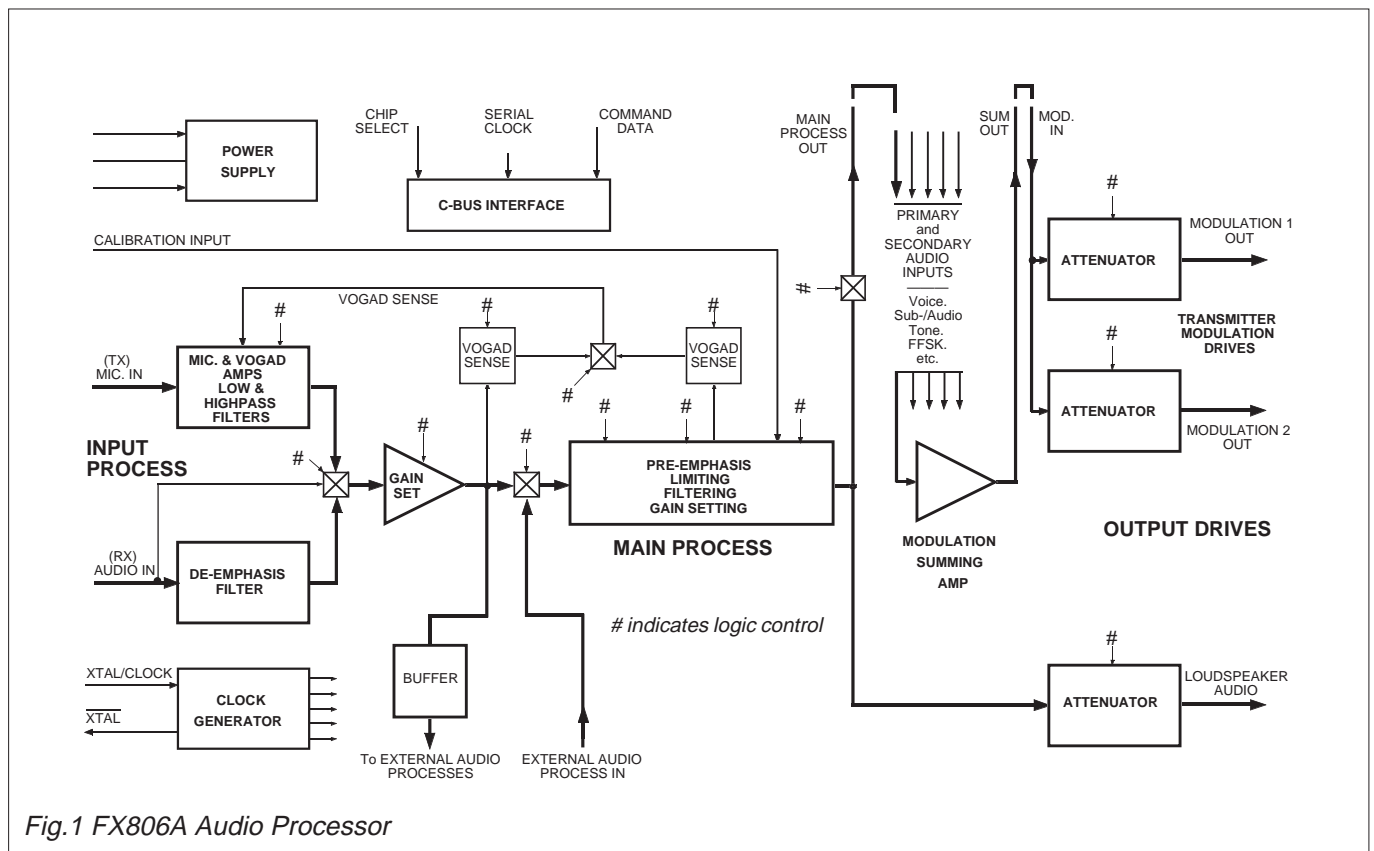 POWER
SUPPLY
CHIP
SELECT
SERIAL
CLOCK
COMMAND
DATA
C-BUS INTERFACE
CALIBRATION INPUT
VOGAD SENSE
#
(TX)
MIC. IN
MIC. & VOGAD
AMPS
LOW &
HIGHPASS
FILTERS
#
VOGAD
SENSE
#
#
VOGAD
SENSE
INPUT
PROCESS
#
#
GAIN
SET
#
#
#
#
PRE-EMPHASIS
LIMITING
FILTERING
GAIN SETTING
MAIN PROCESS
(RX)
AUDIO IN
DE-EMPHASIS
FILTER
# indicates logic control
XTAL/CLOCK
XTAL
CLOCK
GENERATOR
BUFFER
To EXTERNAL AUDIO
PROCESSES
EXTERNAL AUDIO
PROCESS IN
MAIN
PROCESS
OUT
#
PRIMARY
and
SECONDARY
AUDIO
INPUTS
Voice.
Sub-/Audio
Tone.
FFSK.
etc.
MODULATION
SUMMING
AMP
SUM
OUT
MOD.
IN
#
ATTENUATOR
MODULATION 1
OUT
TRANSMITTER
MODULATION
DRIVES
#
ATTENUATOR
MODULATION 2
OUT
OUTPUT DRIVES
#
ATTENUATOR
LOUDSPEAKER
AUDIO
Fig.1 FX806A Audio Processor